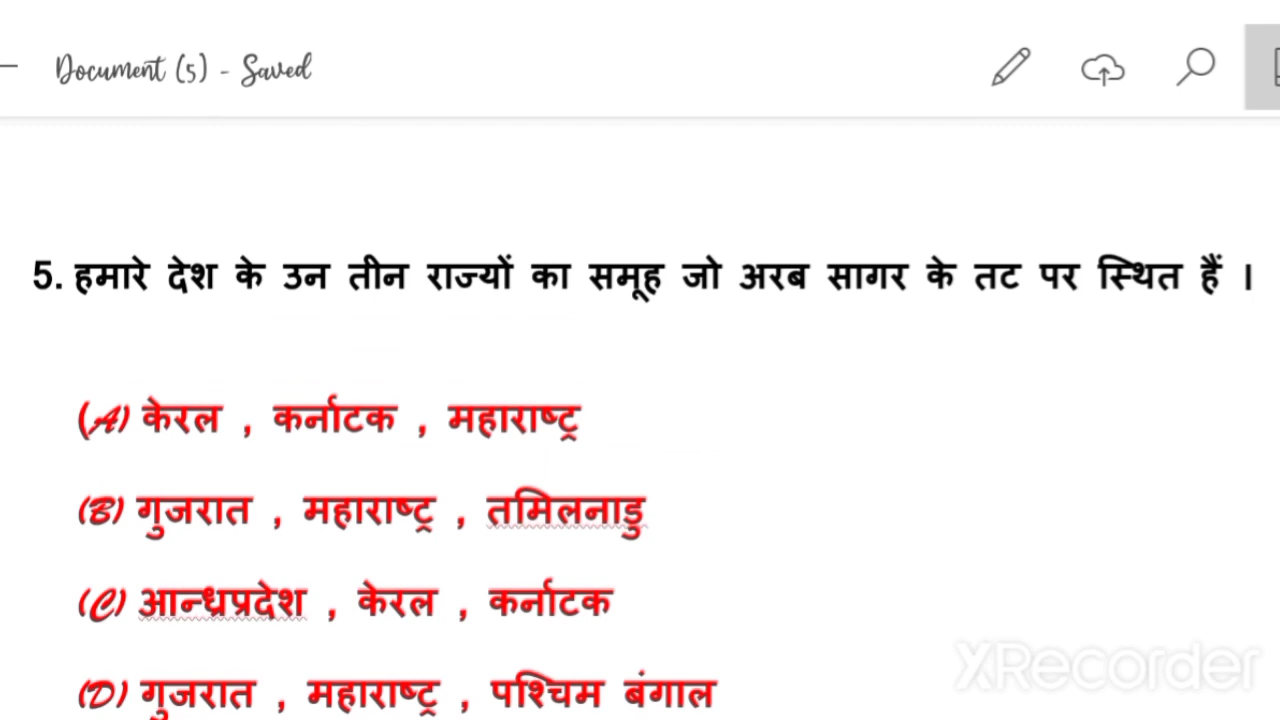 Document (5) - Saved
5. हमारे देश के उन तीन राज्यों का समूह जो अरब सागर के तट पर स्थित हैं ।
(A) केरल , कर्नाटक , महाराष्ट्र
(B) गुजरात , महाराष्ट्र , तमिलनाडु
(C) आन्ध्रप्रदेश , केरल , कर्नाटक
(D) गुजरात , महाराष्ट्र , पश्चिम बंगाल
XRecorder